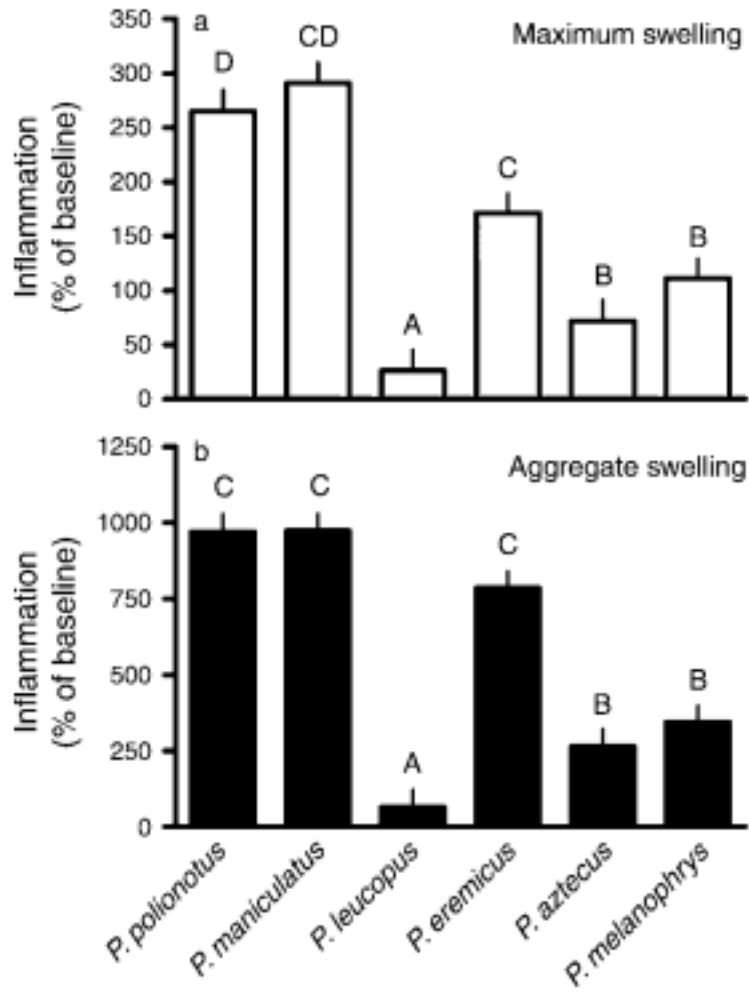 a
Maximum swelling
Inflammation
(% of baseline)
350
300
250
200
150
100
50
0
D
CD
A
C
B
B
b
Aggregate swelling
Inflammation
(% of baseline)
1250
1000
750
500
250
0
C
C
A
C
B
B
P. polionotus
P. maniculatus
P. leucopus
P. eremicus
P. aztecus
P. melanophrys